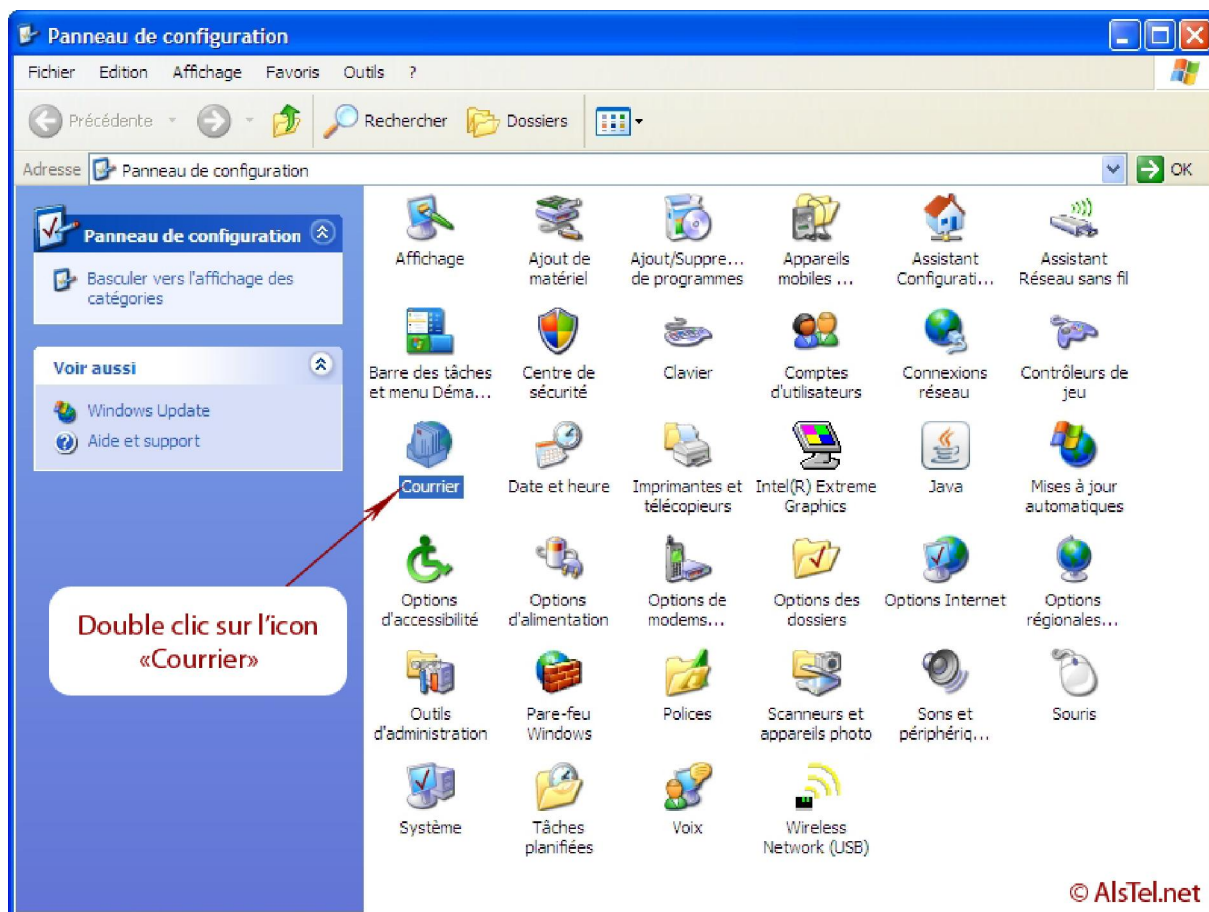 Panneau de configuration
Fichier Edition Affichage Favoris Outils ?
Précédente Rechercher Dossiers
Adresse Panneau de configuration OK
Panneau de configuration
Basculer vers l'affichage des
catégories
Voir aussi
Windows Update
Aide et support
Affichage
Ajout de
matériel
Ajout/Suppre...
de programmes
Appareils
mobiles ...
Assistant
Configurati...
Assistant
Réseau sans fil
Barre des tâches
et menu Déma...
Centre de
sécurité
Clavier
Comptes
d'utilisateurs
Connexions
réseau
Contrôleurs de
jeu
Courrier
Date et heure
Imprimantes et
télécopieurs
Intel(R) Extreme
Graphics
Java
Mises à jour
automatiques
Options
d'accessibilité
Options
d'alimentation
Options de
modems...
Options des
dossiers
Options Internet
Options
régionales...
Double clic sur l'icon
«Courrier»
Outils
d'administration
Pare-feu
Windows
Polices
Scanneurs et
appareils photo
Sons et
périphériq...
Souris
Système
Tâches
planifiées
Voix
Wireless
Network (USB)
© AlsTel.net